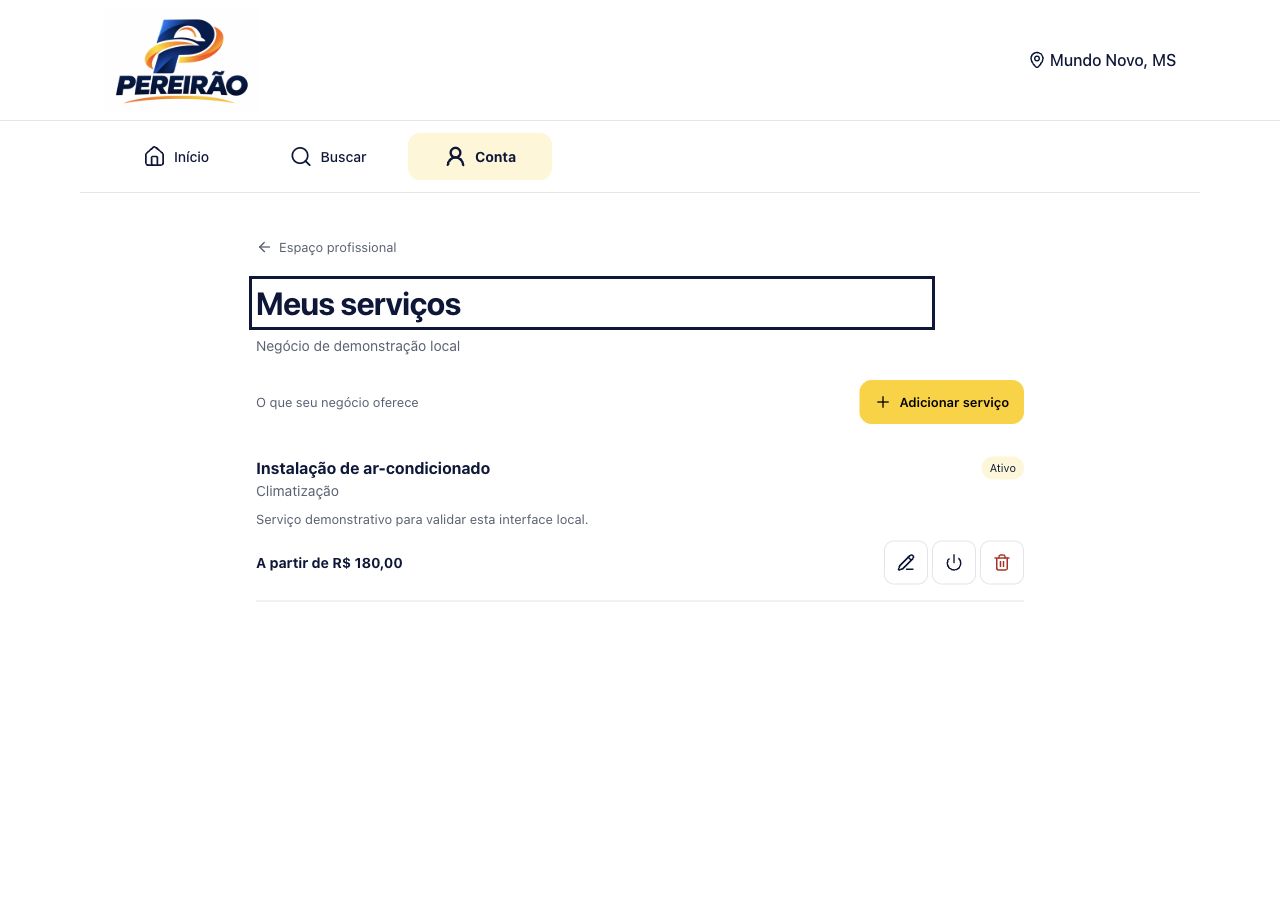 PEREIRÃO
Mundo Novo, MS
Início
Buscar
Conta
Espaço profissional
Meus serviços
Negócio de demonstração local
O que seu negócio oferece
Adicionar serviço
Instalação de ar-condicionado
Ativo
Climatização
Serviço demonstrativo para validar esta interface local.
A partir de R$ 180,00